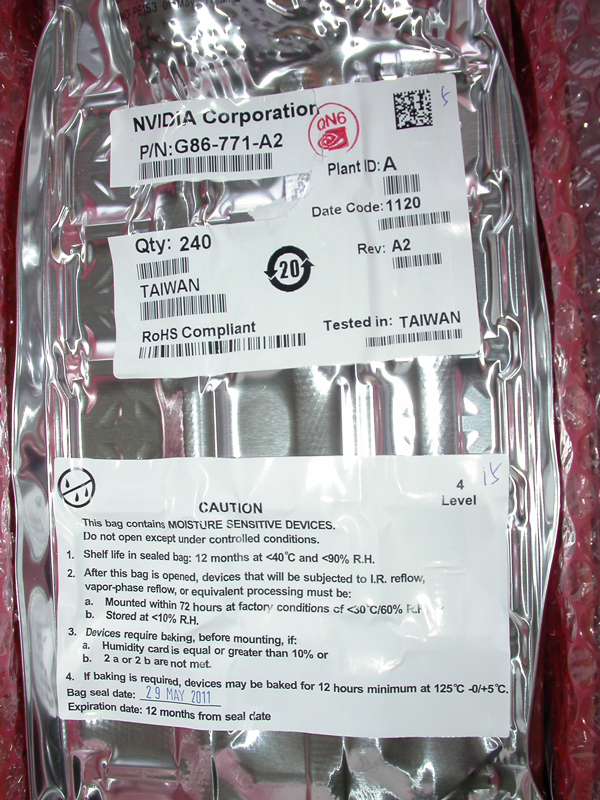 NVIDIA Corporation
QN6
P/N:G86-771-A2
5
Plant ID: A
Date Code: 1120
Qty: 240
Rev: A2
20
TAIWAN
RoHS Compliant
Tested in: TAIWAN
4
Level
15
CAUTION
This bag contains MOISTURE SENSITIVE DEVICES.
Do not open except under controlled conditions.
1. Shelf life in sealed bag: 12 months at <40°C and <90% R.H.
2. After this bag is opened, devices that will be subjected to I.R. reflow,
vapor-phase reflow, or equivalent processing must be:
a. Mounted within 72 hours at factory conditions of <30°C/60% R.H.
b. Stored at <10% R.H.
3. Devices require baking, before mounting, if:
a. Humidity card is equal or greater than 10% or
b. 2 a or 2 b are not met.
4. If baking is required, devices may be baked for 12 hours minimum at 125°C -0/+5°C.
Bag seal date: 29 MAY 2011
Expiration date: 12 months from seal date